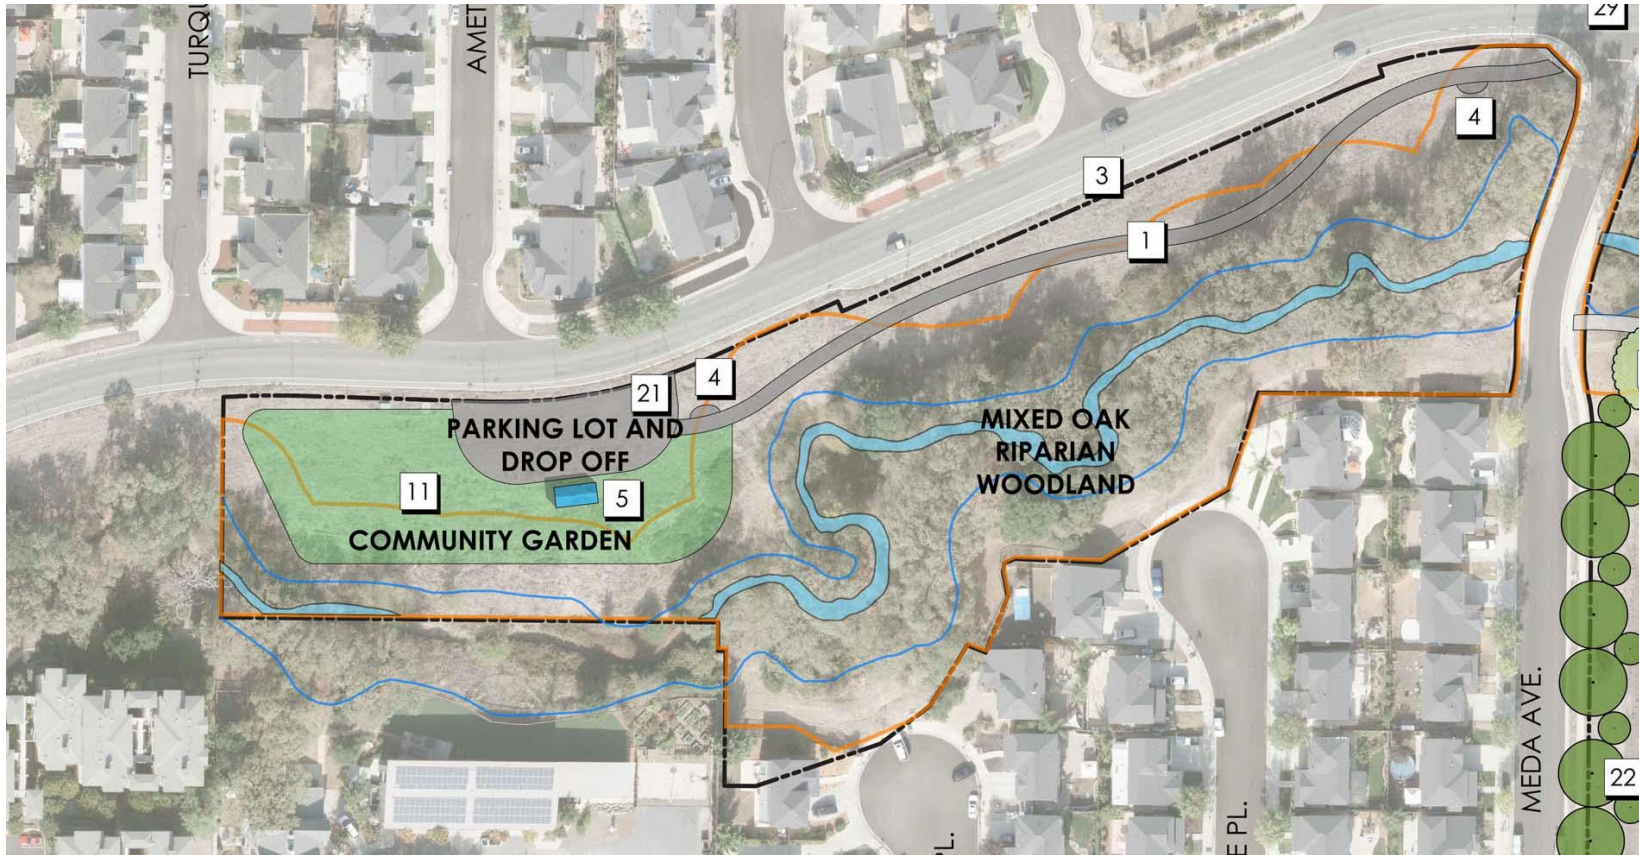 TURQU
AMET
29
4
3
1
21
4
PARKING LOT AND
DROP OFF
MIXED OAK
RIPARIAN
WOODLAND
11
5
COMMUNITY GARDEN
MEDA AVE.
22
PL.
E PL.